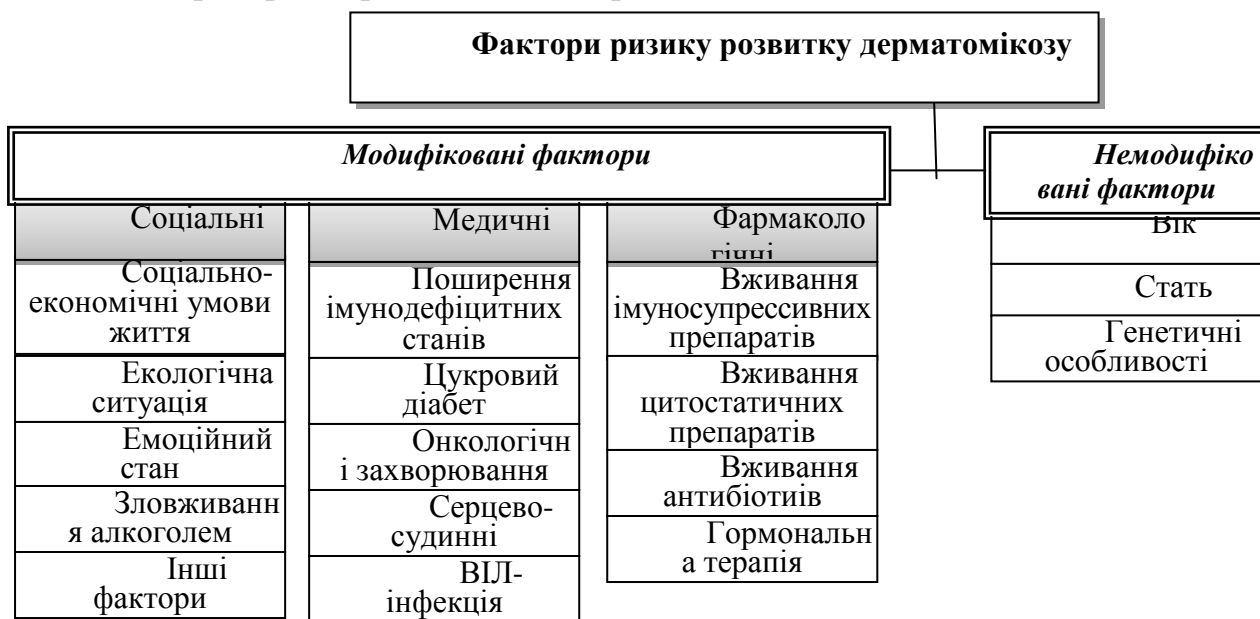 Фактори ризику розвитку дерматомікозу
Модифіковані фактори
Немодифіко
вані фактори
Соціальні
Соціально-
економічні умови
життя
Екологічна
ситуація
Емоційний
стан
Зловживанн
я алкоголем
Інші
фактори
Медичні
Поширення
імунодефіцитних
станів
Цукровий
діабет
Онкологічн
і захворювання
Серцево-
судинні
ВІЛ-
інфекція
Фармаколо
гічні
Вживання
імуносупрессивних
препаратів
Вживання
цитостатичних
препаратів
Вживання
антибіотиів
Гормональн
а терапія
Вік
Стать
Генетичні
особливості